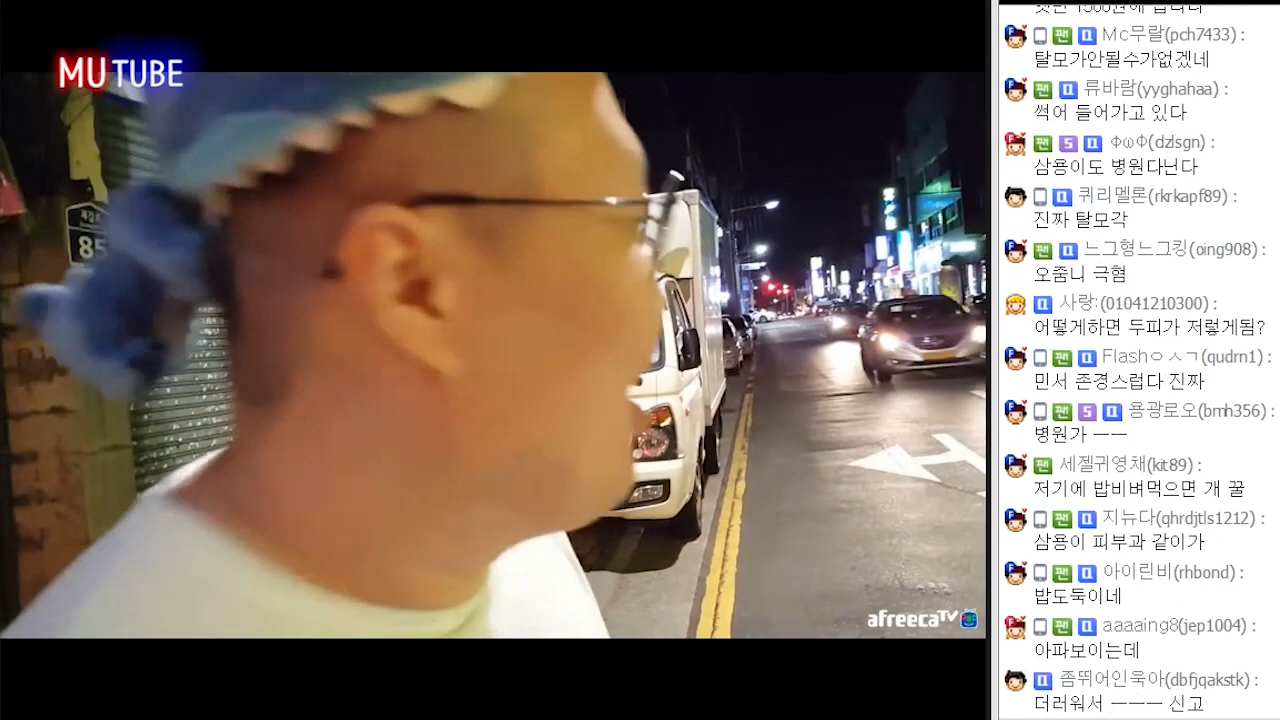 MU TUBE
85
afreecaTV
Mc무랄(pch7433) :
탈모가안될수가없겠네
류바람(yyghahaa) :
썩어 들어가고 있다
ΦωΦ(dzlsgn) :
삼용이도 병원다닌다
퀴리멜론(rkrkapf89) :
진짜 탈모각
느그형느그킹(oing908) :
오줌니 극혐
사랑:(01041210300) :
어떻게하면 두피가 저렇게됨?
Flashㅇㅅㄱ(qudrn1) :
민서 존경스럽다 진짜
용광로오(bmh356) :
병원가 ㅡㅡ
세젤귀영채(kit89) :
저기에 밥비벼먹으면 개 꿀
지뉴다(qhrdjtls1212) :
삼용이 피부과 같이가
아이린비(rhbond) :
밥도둑이네
aaaaing8(jep1004) :
아파보이는데
좀뛰어인욱아(dbfjqakstk) :
더러워서 ㅡㅡㅡ 신고